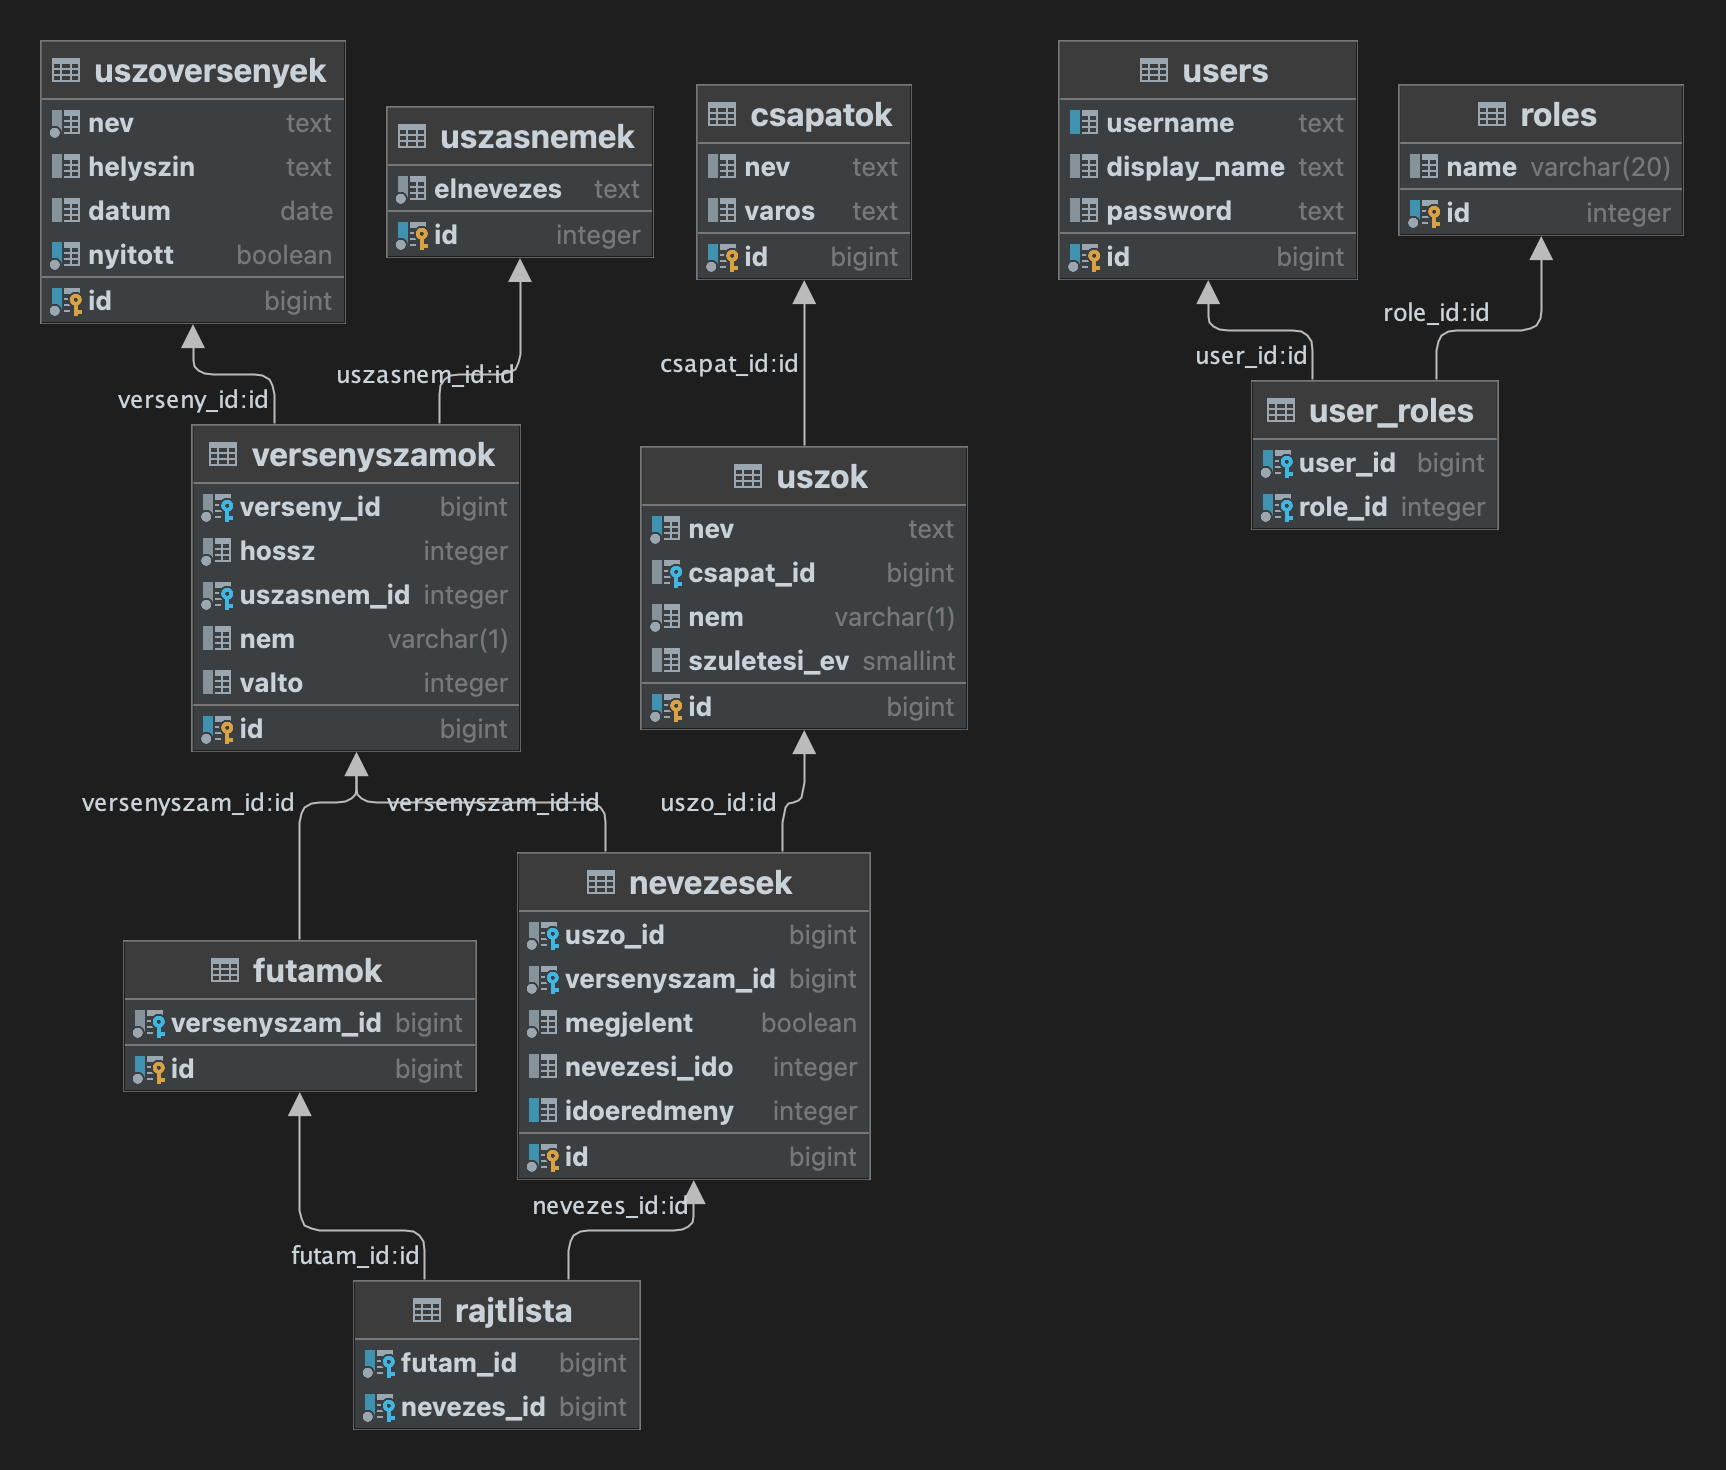 uszoversenyek
nev text
helyszin text
datum date
nyitott boolean
id bigint
uszasnemek
elnevezes text
id integer
csapatok
nev text
varos text
id bigint
users
username text
display_name text
password text
id bigint
roles
name varchar(20)
id integer
verseny_id:id
uszasnem_id:id
csapat_id:id
user_id:id
role_id:id
user_roles
user_id bigint
role_id integer
versenyszamok
verseny_id bigint
hossz integer
uszasnem_id integer
nem varchar(1)
valto integer
id bigint
uszok
nev text
csapat_id bigint
nem varchar(1)
szuletesi_ev smallint
id bigint
versenyszam_id:id
versenyszam_id:id
uszo_id:id
nevezesek
uszo_id bigint
versenyszam_id bigint
megjelent boolean
nevezesi_ido integer
idoeredmeny integer
id bigint
futamok
versenyszam_id bigint
id bigint
nevezes_id:id
futam_id:id
rajtlista
futam_id bigint
nevezes_id bigint